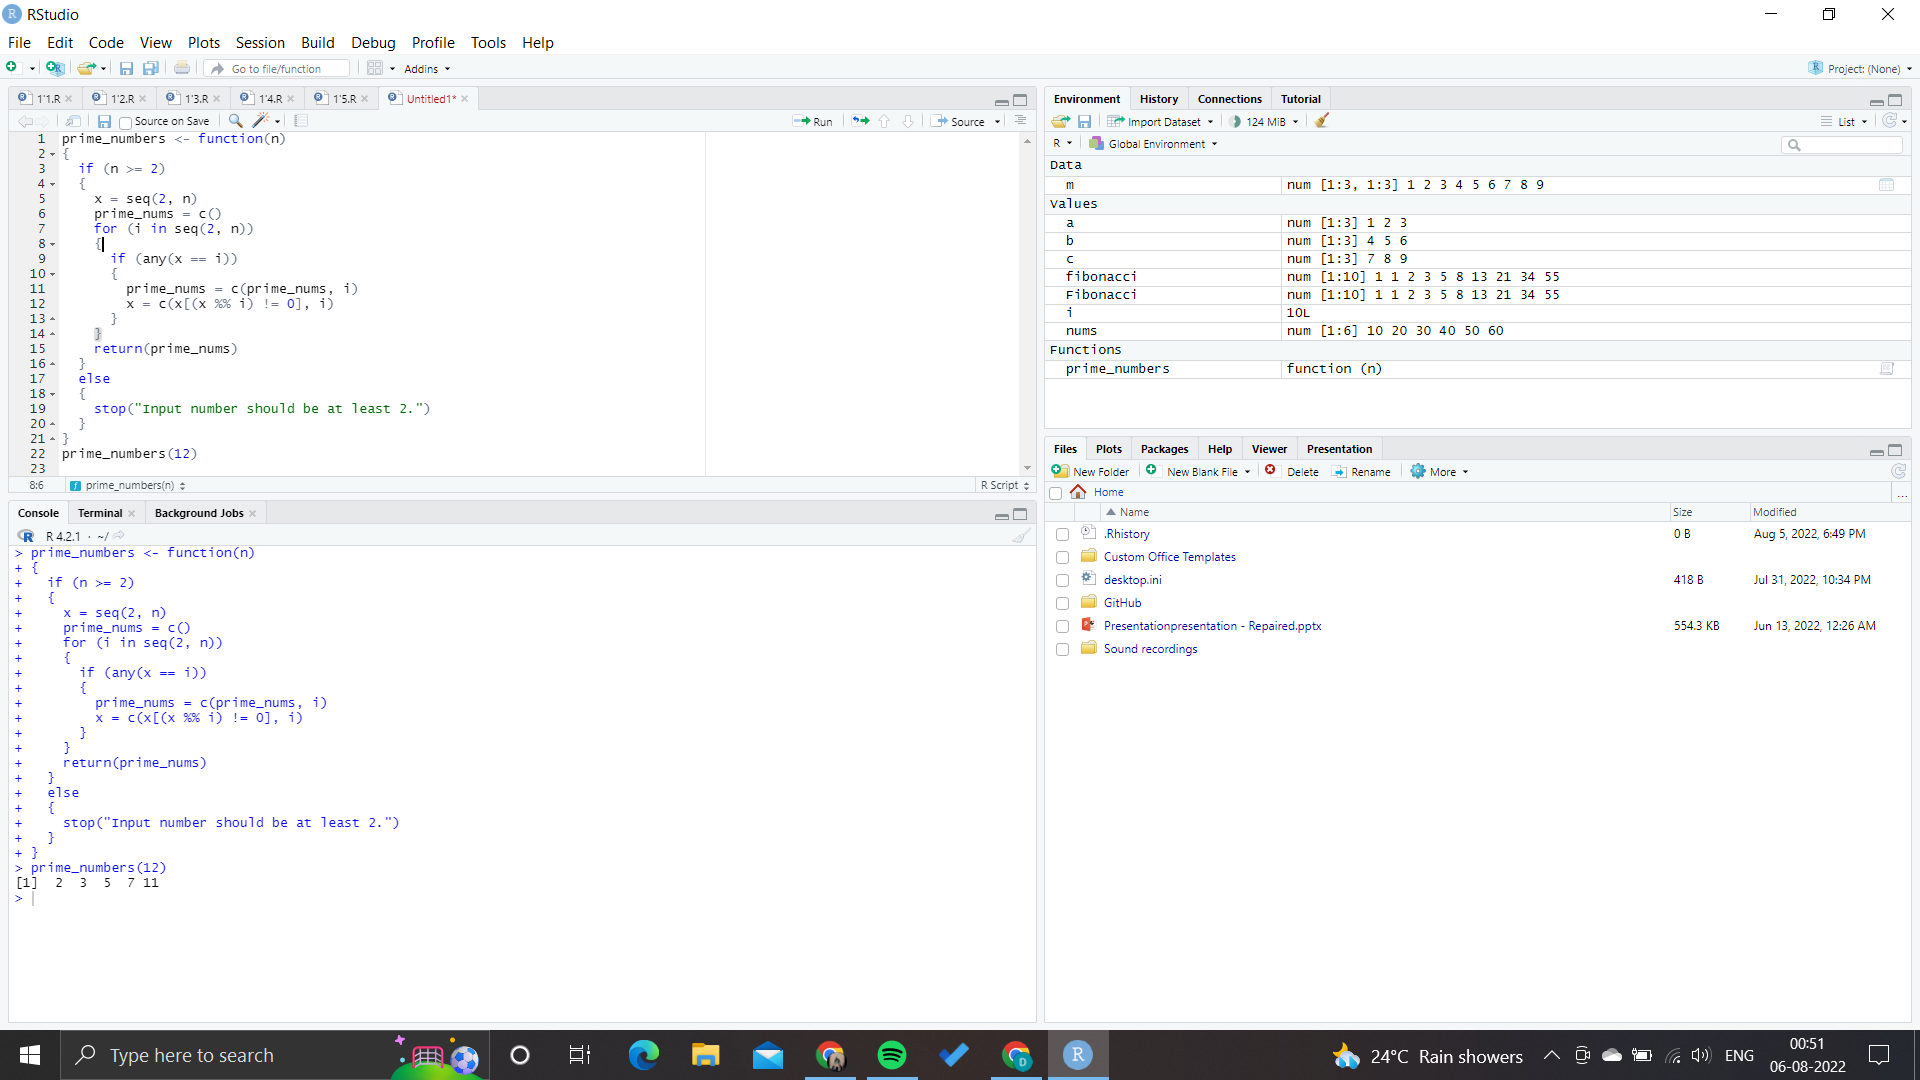 RStudio
File Edit Code View Plots Session Build Debug Profile Tools Help
Go to file/function Addins Project: (None)
1'1.R 1'2.R 1'3.R 1'4.R 1'5.R Untitled1*
Source on Save Run Source
1 prime_numbers <- function(n)
2 {
3 if (n >= 2)
4 {
5 x = seq(2, n)
6 prime_nums = c()
7 for (i in seq(2, n))
8 {
9 if (any(x == i))
10 {
11 prime_nums = c(prime_nums, i)
12 x = c(x[(x %% i) != 0], i)
13 }
14 }
15 return(prime_nums)
16 }
17 else
18 {
19 stop("Input number should be at least 2.")
20 }
21 }
22 prime_numbers(12)
23
8:6 prime_numbers(n) R Script
Console Terminal Background Jobs
R 4.2.1 · ~/
> prime_numbers <- function(n)
+ {
+ if (n >= 2)
+ {
+ x = seq(2, n)
+ prime_nums = c()
+ for (i in seq(2, n))
+ {
+ if (any(x == i))
+ {
+ prime_nums = c(prime_nums, i)
+ x = c(x[(x %% i) != 0], i)
+ }
+ }
+ return(prime_nums)
+ }
+ else
+ {
+ stop("Input number should be at least 2.")
+ }
+ }
> prime_numbers(12)
[1] 2 3 5 7 11
>
Environment History Connections Tutorial
Import Dataset 124 MiB List
R Global Environment
Data
m num [1:3, 1:3] 1 2 3 4 5 6 7 8 9
Values
a num [1:3] 1 2 3
b num [1:3] 4 5 6
c num [1:3] 7 8 9
fibonacci num [1:10] 1 1 2 3 5 8 13 21 34 55
Fibonacci num [1:10] 1 1 2 3 5 8 13 21 34 55
i 10L
nums num [1:6] 10 20 30 40 50 60
Functions
prime_numbers function (n)
Files Plots Packages Help Viewer Presentation
New Folder New Blank File Delete Rename More
Home ...
Name Size Modified
.Rhistory 0 B Aug 5, 2022, 6:49 PM
Custom Office Templates
desktop.ini 418 B Jul 31, 2022, 10:34 PM
GitHub
Presentationpresentation - Repaired.pptx 554.3 KB Jun 13, 2022, 12:26 AM
Sound recordings
Type here to search 24°C Rain showers ENG 00:51
06-08-2022